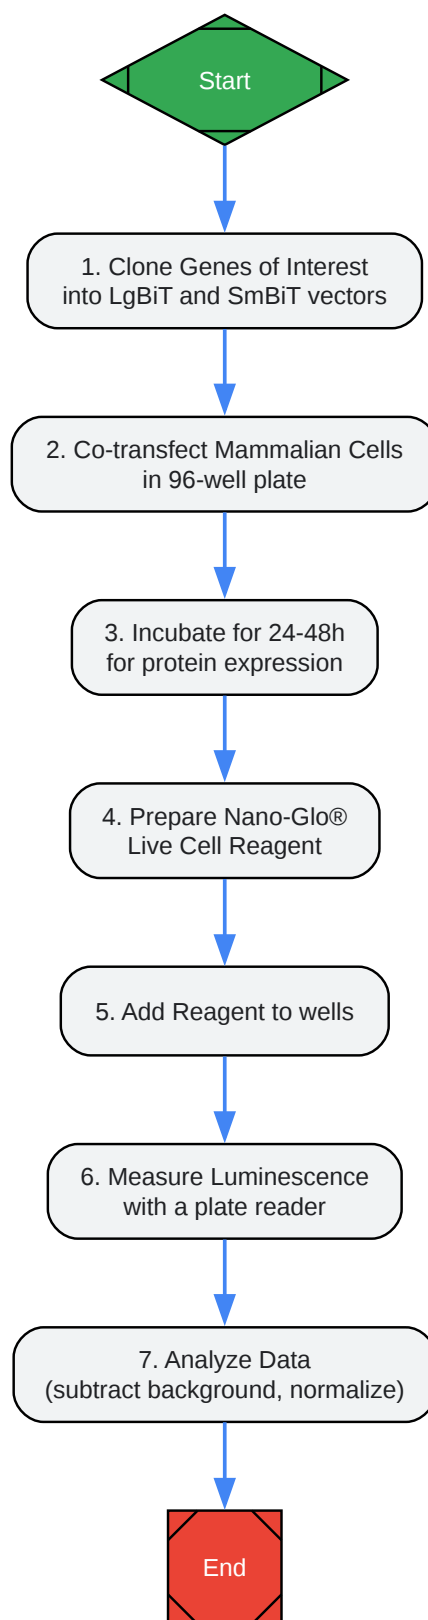 Start
1. Clone Genes of Interest
into LgBiT and SmBiT vectors
2. Co-transfect Mammalian Cells
in 96-well plate
3. Incubate for 24-48h
for protein expression
4. Prepare Nano-Glo®
Live Cell Reagent
5. Add Reagent to wells
6. Measure Luminescence
with a plate reader
7. Analyze Data
(subtract background, normalize)
End